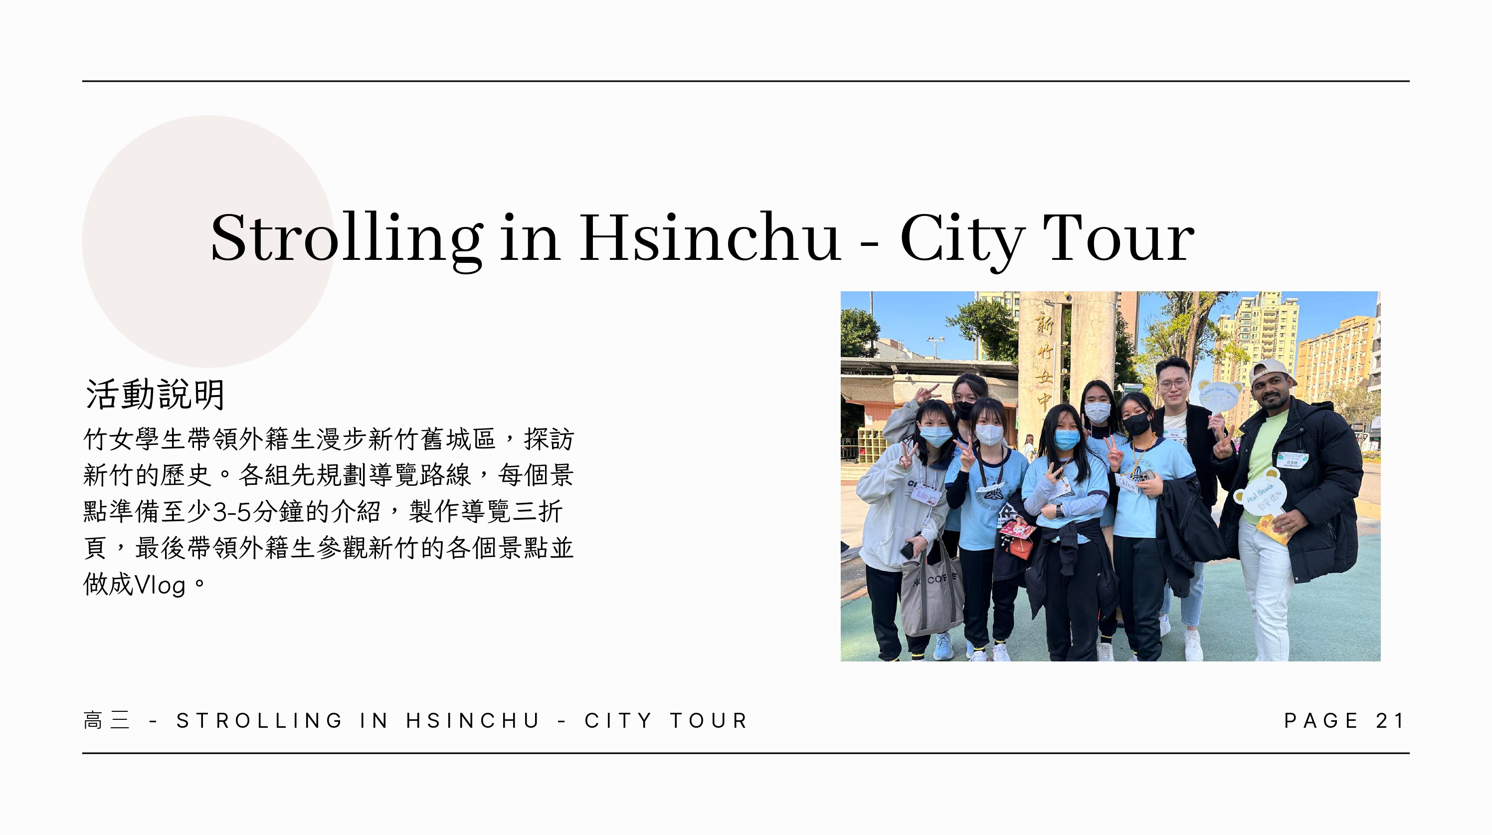 Strolling in Hsinchu - City Tour
活動說明
竹女學生帶領外籍生漫步新竹舊城區，探訪
新竹的歷史。各組先規劃導覽路線，每個景
點準備至少3-5分鐘的介紹，製作導覽三折
頁，最後帶領外籍生參觀新竹的各個景點並
做成Vlog。
新竹女中
高三 - STROLLING IN HSINCHU - CITY TOUR
PAGE 21